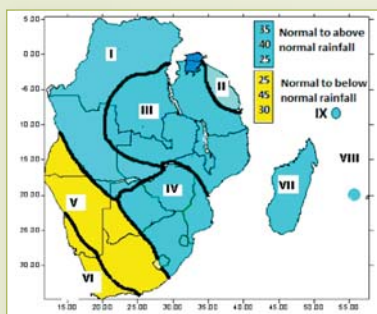 35
40
25
Normal to above
normal rainfall
25
45
30
Normal to below
normal rainfall
I
II
III
IV
V
VI
VII
VIII
IX
5.00
0.00
5.00
10.00
15.00
20.00
25.00
30.00
15.00 20.00 25.00 30.00 35.00 40.00 45.00 50.00 55.00